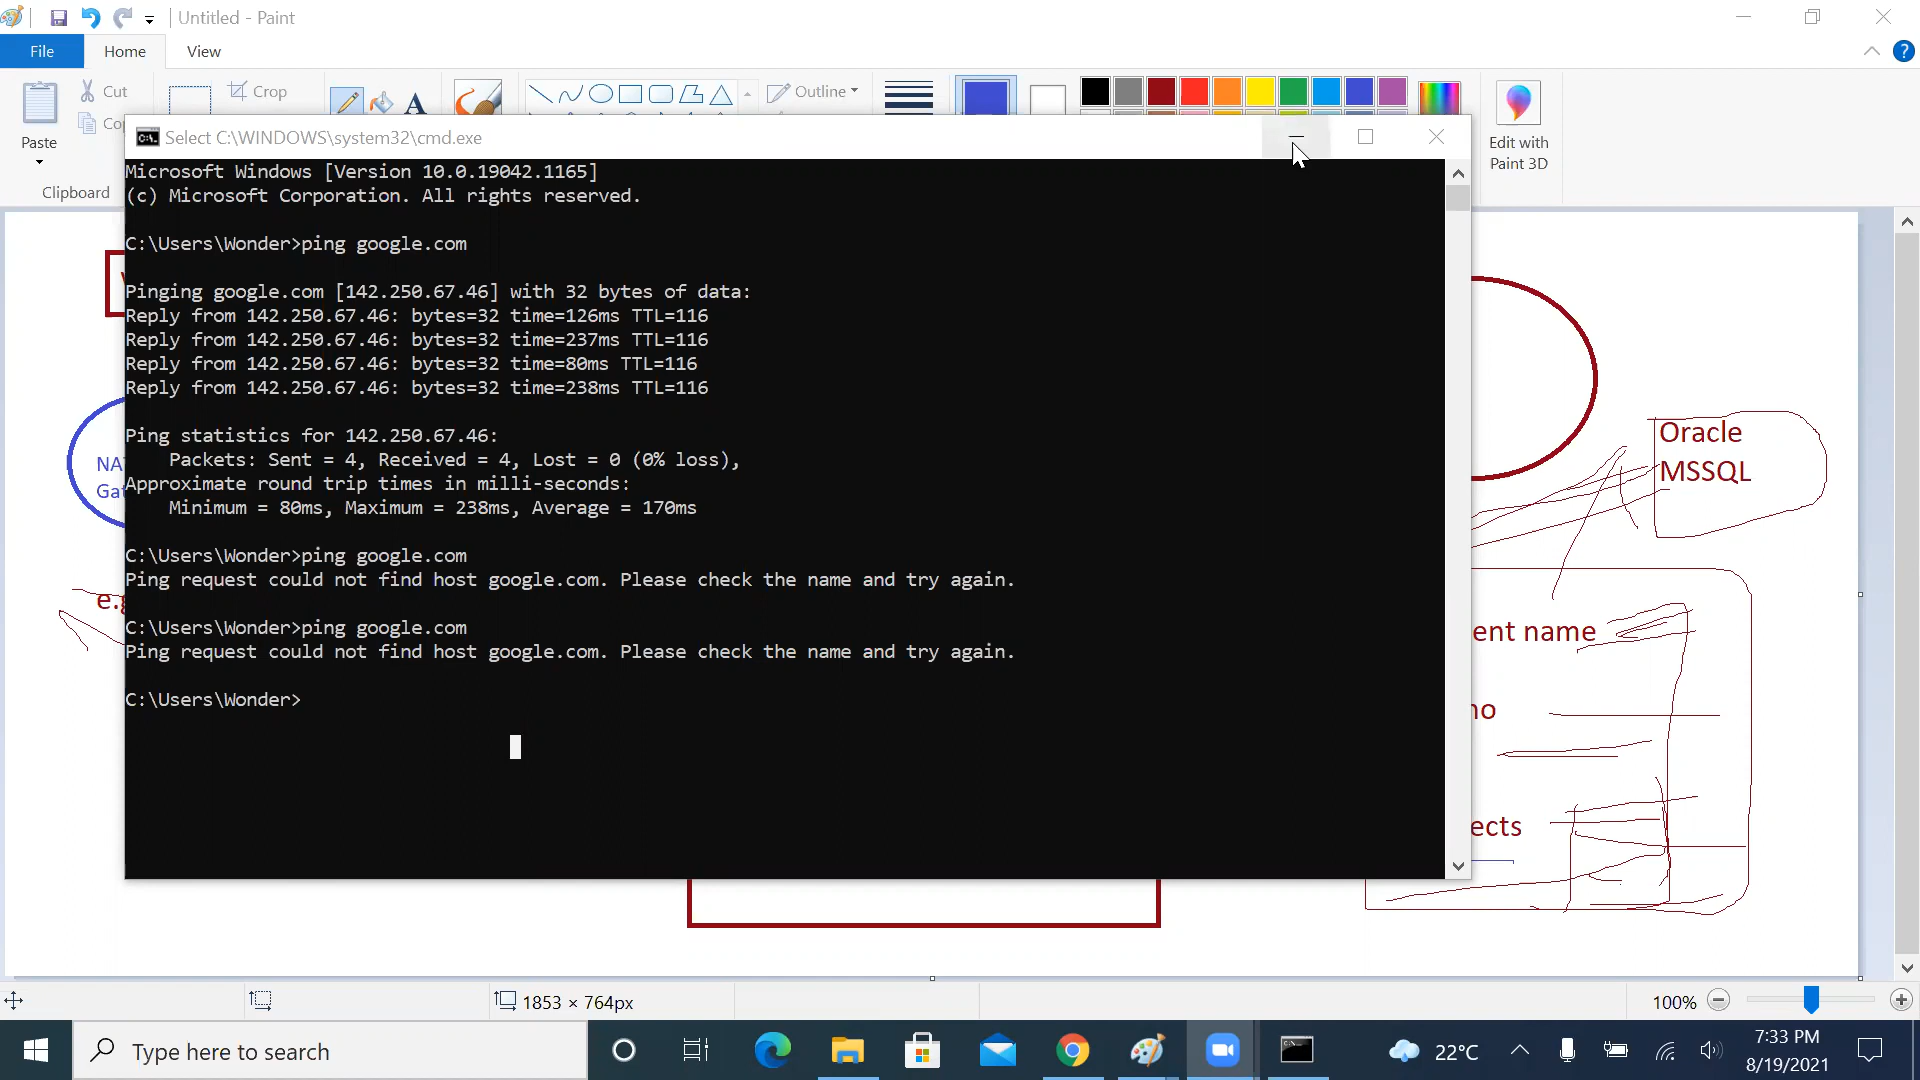 Untitled - Paint
File
Home
View
Paste
Cut
Crop
Outline
Edit with
Paint 3D
Clipboard
Select C:\WINDOWS\system32\cmd.exe
Microsoft Windows [Version 10.0.19042.1165]
(c) Microsoft Corporation. All rights reserved.
C:\Users\Wonder>ping google.com
Pinging google.com [142.250.67.46] with 32 bytes of data:
Reply from 142.250.67.46: bytes=32 time=126ms TTL=116
Reply from 142.250.67.46: bytes=32 time=237ms TTL=116
Reply from 142.250.67.46: bytes=32 time=80ms TTL=116
Reply from 142.250.67.46: bytes=32 time=238ms TTL=116
Ping statistics for 142.250.67.46:
Packets: Sent = 4, Received = 4, Lost = 0 (0% loss),
Approximate round trip times in milli-seconds:
Minimum = 80ms, Maximum = 238ms, Average = 170ms
C:\Users\Wonder>ping google.com
Ping request could not find host google.com. Please check the name and try again.
C:\Users\Wonder>ping google.com
Ping request could not find host google.com. Please check the name and try again.
C:\Users\Wonder>
Oracle
MSSQL
ent name
no
ects
NA
Gat
e.g
1853 × 764px
100%
Type here to search
22°C
7:33 PM
8/19/2021